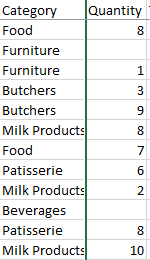 Category Quantity
Food 8
Furniture
Furniture 1
Butchers 3
Butchers 9
Milk Products 8
Food 7
Patisserie 6
Milk Products 2
Beverages
Patisserie 8
Milk Products 10